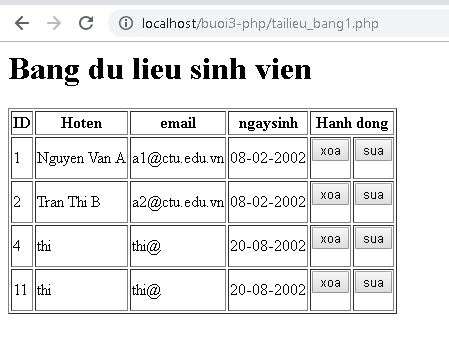 localhost/buoi3-php/tailieu_bang1.php
Bang du lieu sinh vien
ID Hoten email ngaysinh Hanh dong
1 Nguyen Van A a1@ctu.edu.vn 08-02-2002 xoa sua
2 Tran Thi B a2@ctu.edu.vn 08-02-2002 xoa sua
4 thi thi@ 20-08-2002 xoa sua
11 thi thi@ 20-08-2002 xoa sua